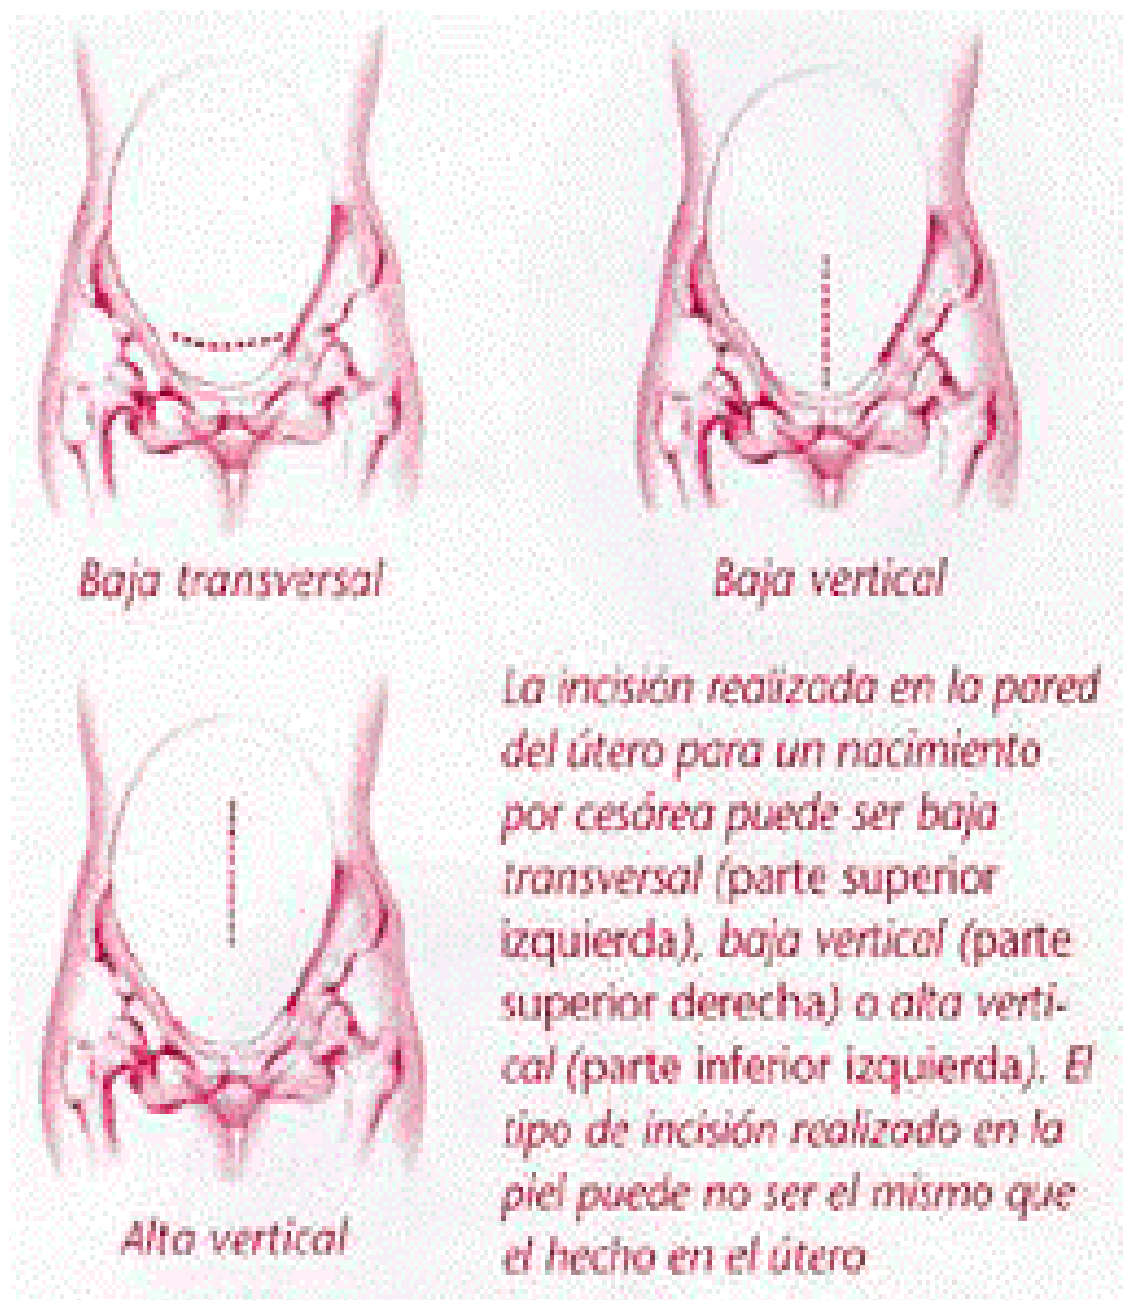 Baja transversal
Baja vertical
La incisión realizada en la pared
del útero para un nacimiento
por cesárea puede ser baja
transversal (parte superior
izquierda), baja vertical (parte
superior derecha) o alta verti-
cal (parte inferior izquierda). El
tipo de incisión realizado en la
piel puede no ser el mismo que
el hecho en el útero
Alta vertical